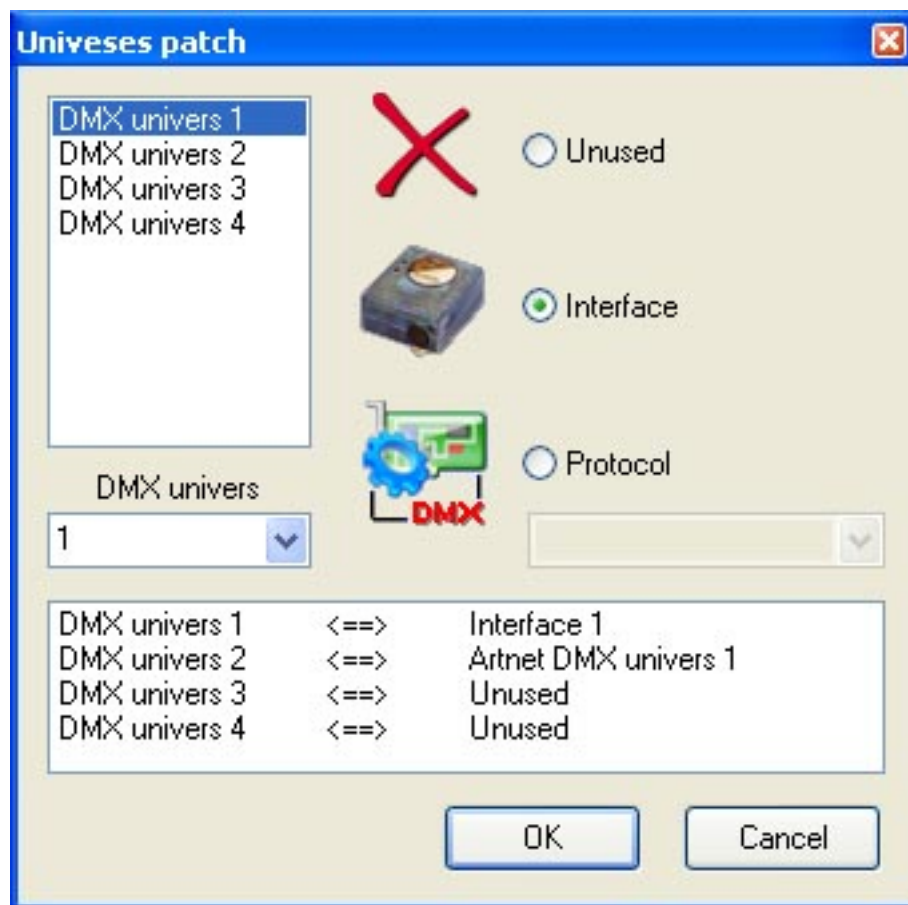 Univeses patch
DMX univers 1
DMX univers 2
DMX univers 3
DMX univers 4
Unused
Interface
Protocol
DMX
DMX univers
1
DMX univers 1 <==> Interface 1
DMX univers 2 <==> Artnet DMX univers 1
DMX univers 3 <==> Unused
DMX univers 4 <==> Unused
OK
Cancel